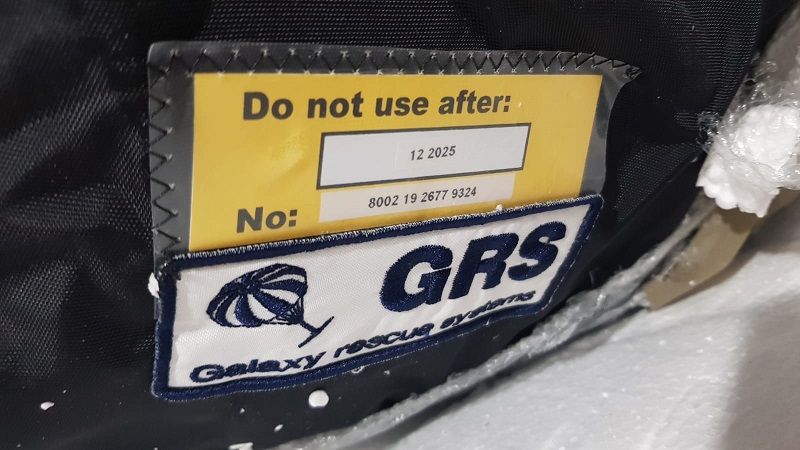 Do not use after:
12 2025
No: 8002 19 2677 9324
GRS
Galaxy rescue systems